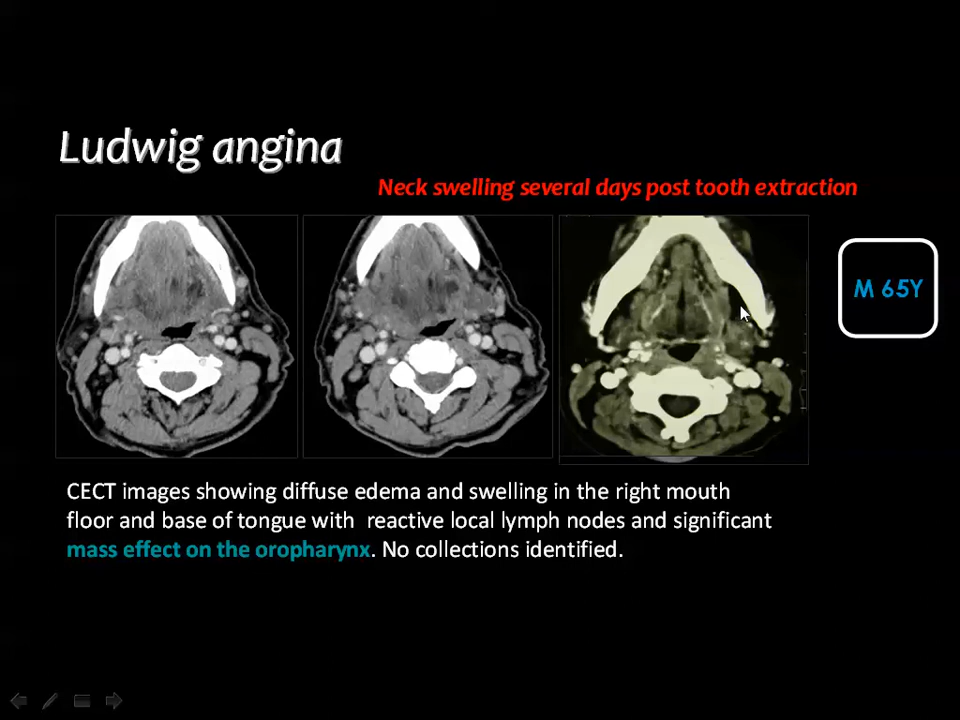 Ludwig angina
Neck swelling several days post tooth extraction
M 65Y
CECT images showing diffuse edema and swelling in the right mouth
floor and base of tongue with  reactive local lymph nodes and significant
mass effect on the oropharynx. No collections identified.